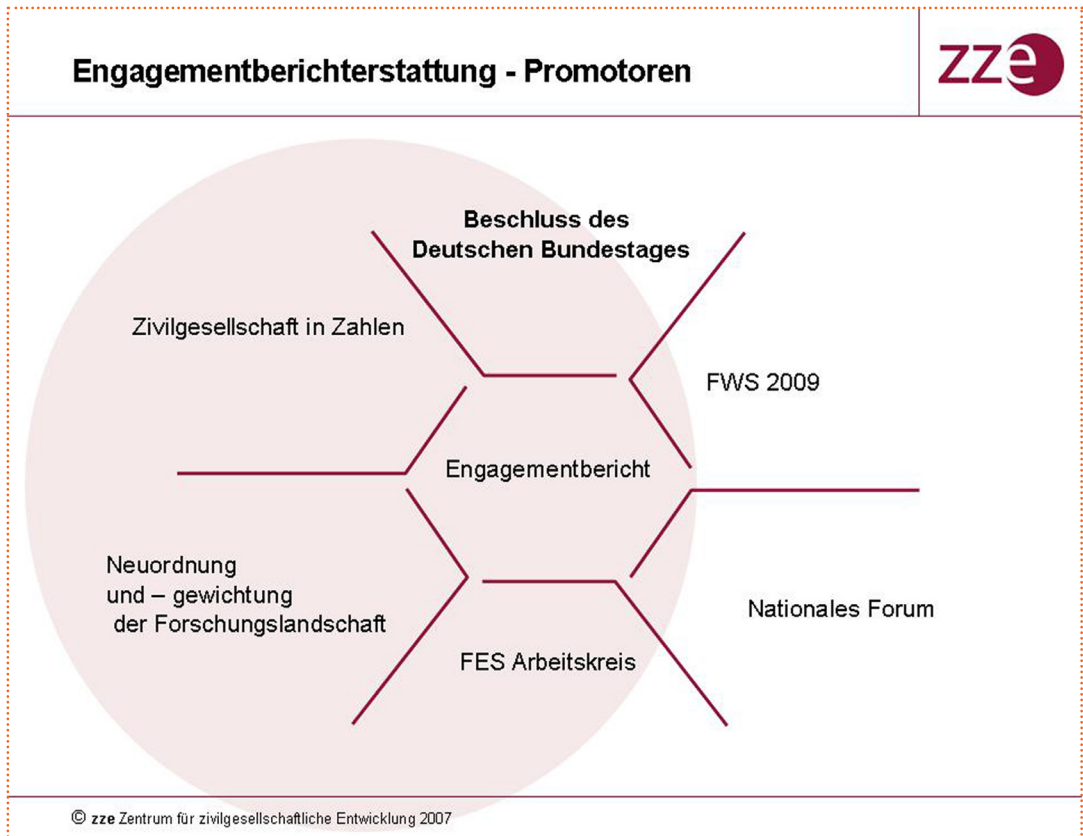 Engagementberichterstattung - Promotoren
zze
Beschluss des
Deutschen Bundestages
Zivilgesellschaft in Zahlen
FWS 2009
Engagementbericht
Neuordnung
und – gewichtung
der Forschungslandschaft
Nationales Forum
FES Arbeitskreis
© zze Zentrum für zivilgesellschaftliche Entwicklung 2007